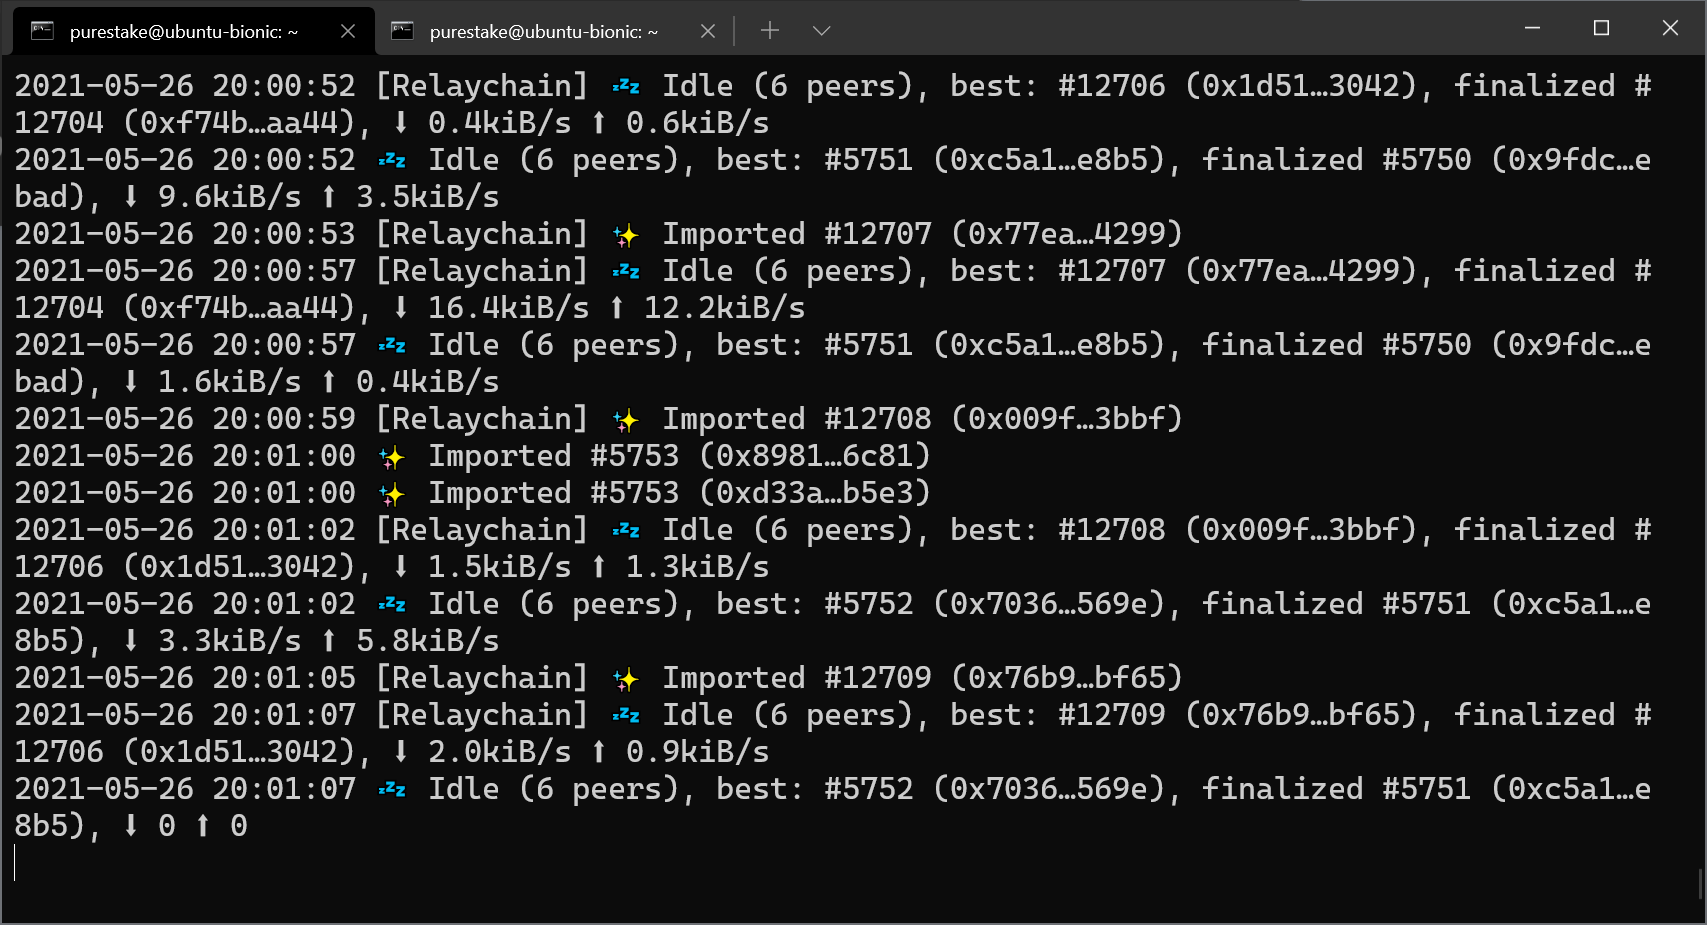 purestake@ubuntu-bionic: ~ purestake@ubuntu-bionic: ~
2021-05-26 20:00:52 [Relaychain] 💤 Idle (6 peers), best: #12706 (0x1d51…3042), finalized #
12704 (0xf74b…aa44), ⬇ 0.4kiB/s ⬆ 0.6kiB/s
2021-05-26 20:00:52 💤 Idle (6 peers), best: #5751 (0xc5a1…e8b5), finalized #5750 (0x9fdc…e
bad), ⬇ 9.6kiB/s ⬆ 3.5kiB/s
2021-05-26 20:00:53 [Relaychain] ✨ Imported #12707 (0x77ea…4299)
2021-05-26 20:00:57 [Relaychain] 💤 Idle (6 peers), best: #12707 (0x77ea…4299), finalized #
12704 (0xf74b…aa44), ⬇ 16.4kiB/s ⬆ 12.2kiB/s
2021-05-26 20:00:57 💤 Idle (6 peers), best: #5751 (0xc5a1…e8b5), finalized #5750 (0x9fdc…e
bad), ⬇ 1.6kiB/s ⬆ 0.4kiB/s
2021-05-26 20:00:59 [Relaychain] ✨ Imported #12708 (0x009f…3bbf)
2021-05-26 20:01:00 ✨ Imported #5753 (0x8981…6c81)
2021-05-26 20:01:00 ✨ Imported #5753 (0xd33a…b5e3)
2021-05-26 20:01:02 [Relaychain] 💤 Idle (6 peers), best: #12708 (0x009f…3bbf), finalized #
12706 (0x1d51…3042), ⬇ 1.5kiB/s ⬆ 1.3kiB/s
2021-05-26 20:01:02 💤 Idle (6 peers), best: #5752 (0x7036…569e), finalized #5751 (0xc5a1…e
8b5), ⬇ 3.3kiB/s ⬆ 5.8kiB/s
2021-05-26 20:01:05 [Relaychain] ✨ Imported #12709 (0x76b9…bf65)
2021-05-26 20:01:07 [Relaychain] 💤 Idle (6 peers), best: #12709 (0x76b9…bf65), finalized #
12706 (0x1d51…3042), ⬇ 2.0kiB/s ⬆ 0.9kiB/s
2021-05-26 20:01:07 💤 Idle (6 peers), best: #5752 (0x7036…569e), finalized #5751 (0xc5a1…e
8b5), ⬇ 0 ⬆ 0